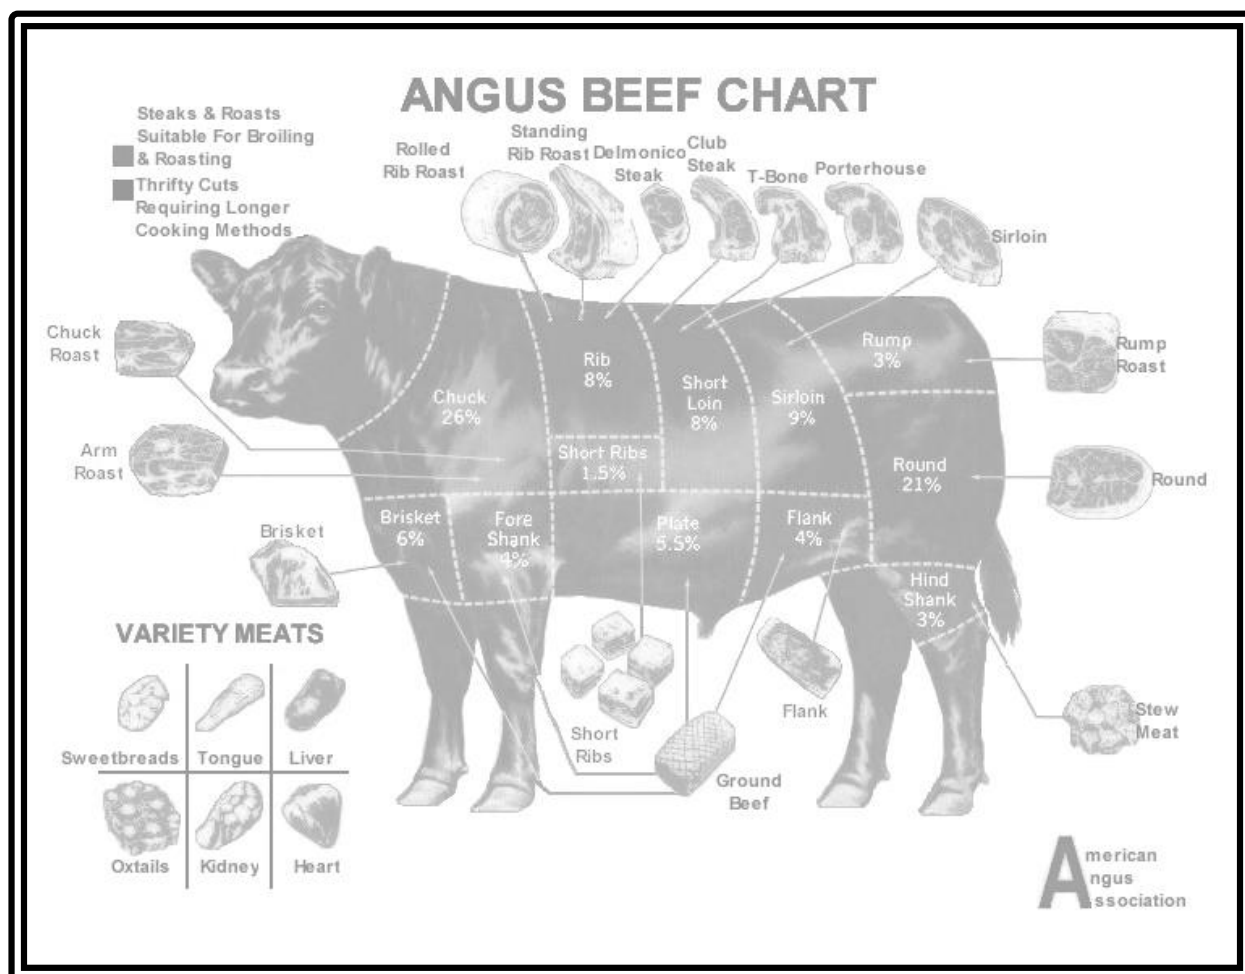 ANGUS BEEF CHART
Steaks & Roasts
Suitable For Broiling
& Roasting
Thrifty Cuts
Requiring Longer
Cooking Methods
Rolled
Rib Roast
Standing
Rib Roast
Delmonico
Steak
Club
Steak
T-Bone
Porterhouse
Sirloin
Chuck
Roast
Arm
Roast
Brisket
Rump
Roast
Round
Chuck
26%
Rib
8%
Short Ribs
1.5%
Short
Loin
8%
Sirloin
9%
Rump
3%
Round
21%
Brisket
6%
Fore
Shank
4%
Plate
5.5%
Flank
4%
Hind
Shank
3%
VARIETY MEATS
Sweetbreads
Tongue
Liver
Oxtails
Kidney
Heart
Short
Ribs
Ground
Beef
Flank
Stew
Meat
American
Angus
Association